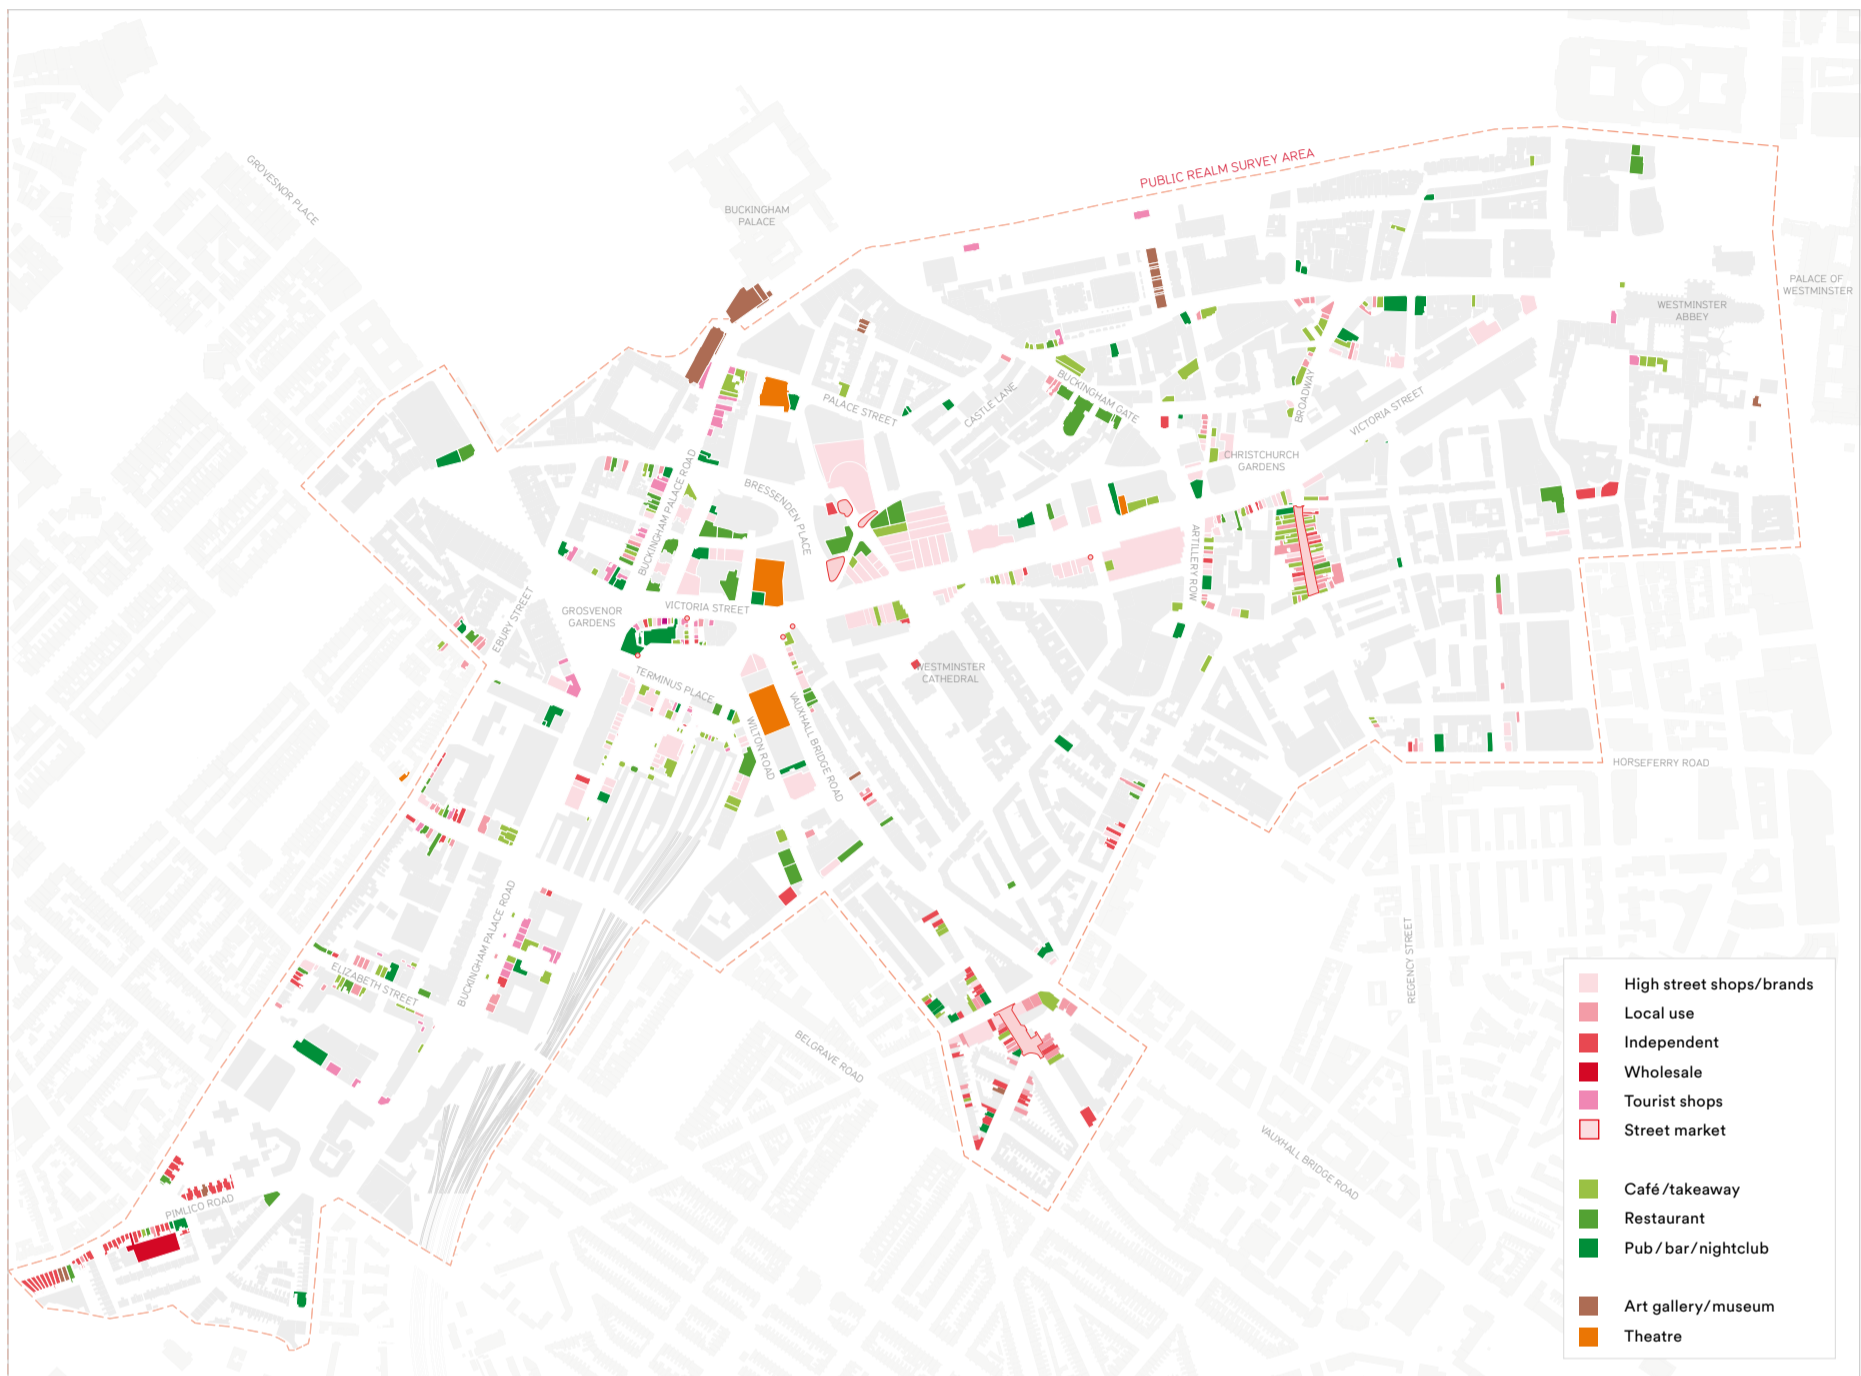 PUBLIC REALM SURVEY AREA
GROVESNOR PLACE
BUCKINGHAM
PALACE
PALACE OF
WESTMINSTER
WESTMINSTER
ABBEY
PALACE STREET
CASTLE LANE
BUCKINGHAM GATE
BROADWAY
VICTORIA STREET
CHRISTCHURCH
GARDENS
BUCKINGHAM PALACE ROAD
BRESSENDEN PLACE
ARTILLERY ROW
EBURY STREET
GROSVENOR
GARDENS
VICTORIA STREET
TERMINUS PLACE
WESTMINSTER
CATHEDRAL
WILTON ROAD
VAUXHALL BRIDGE ROAD
HORSEFERRY ROAD
BUCKINGHAM PALACE ROAD
ELIZABETH STREET
REGENCY STREET
BELGRAVE ROAD
VAUXHALL BRIDGE ROAD
PIMLICO ROAD
High street shops/brands
Local use
Independent
Wholesale
Tourist shops
Street market
Café/takeaway
Restaurant
Pub/bar/nightclub
Art gallery/museum
Theatre